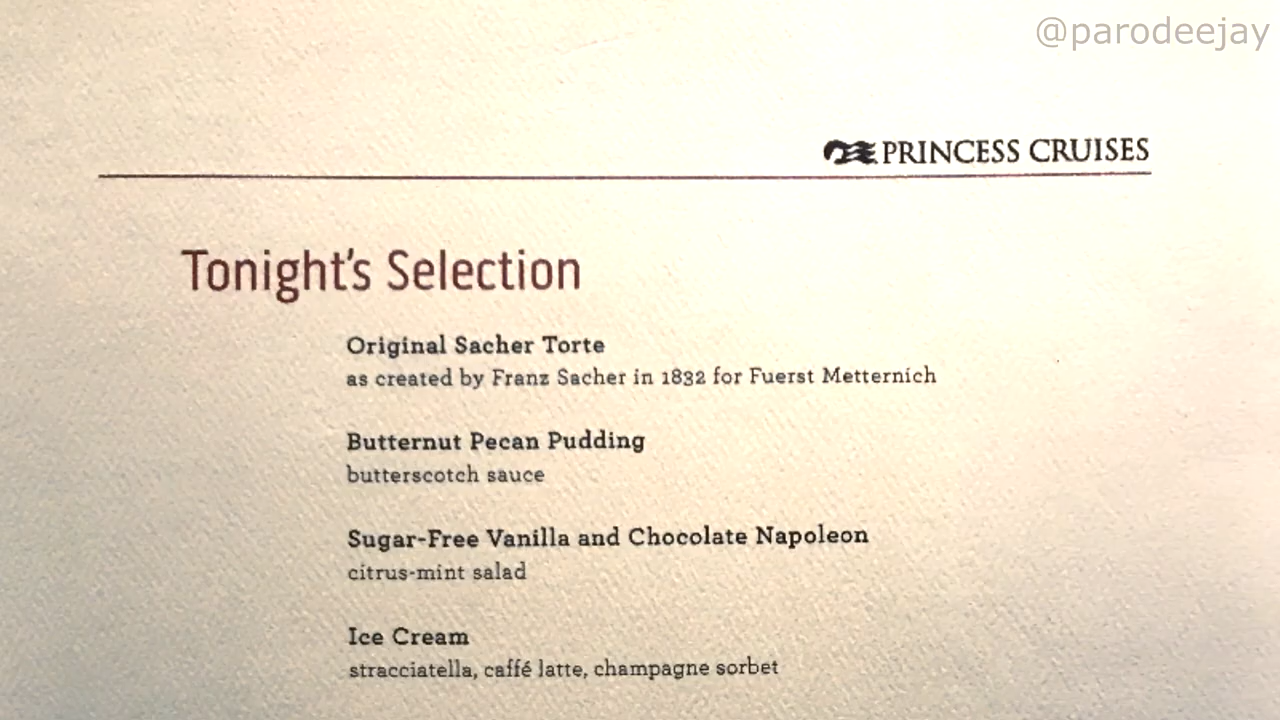 @parodeejay
PRINCESS CRUISES
Tonight's Selection
Original Sacher Torte
as created by Franz Sacher in 1832 for Fuerst Metternich
Butternut Pecan Pudding
butterscotch sauce
Sugar-Free Vanilla and Chocolate Napoleon
citrus-mint salad
Ice Cream
stracciatella, caffé latte, champagne sorbet